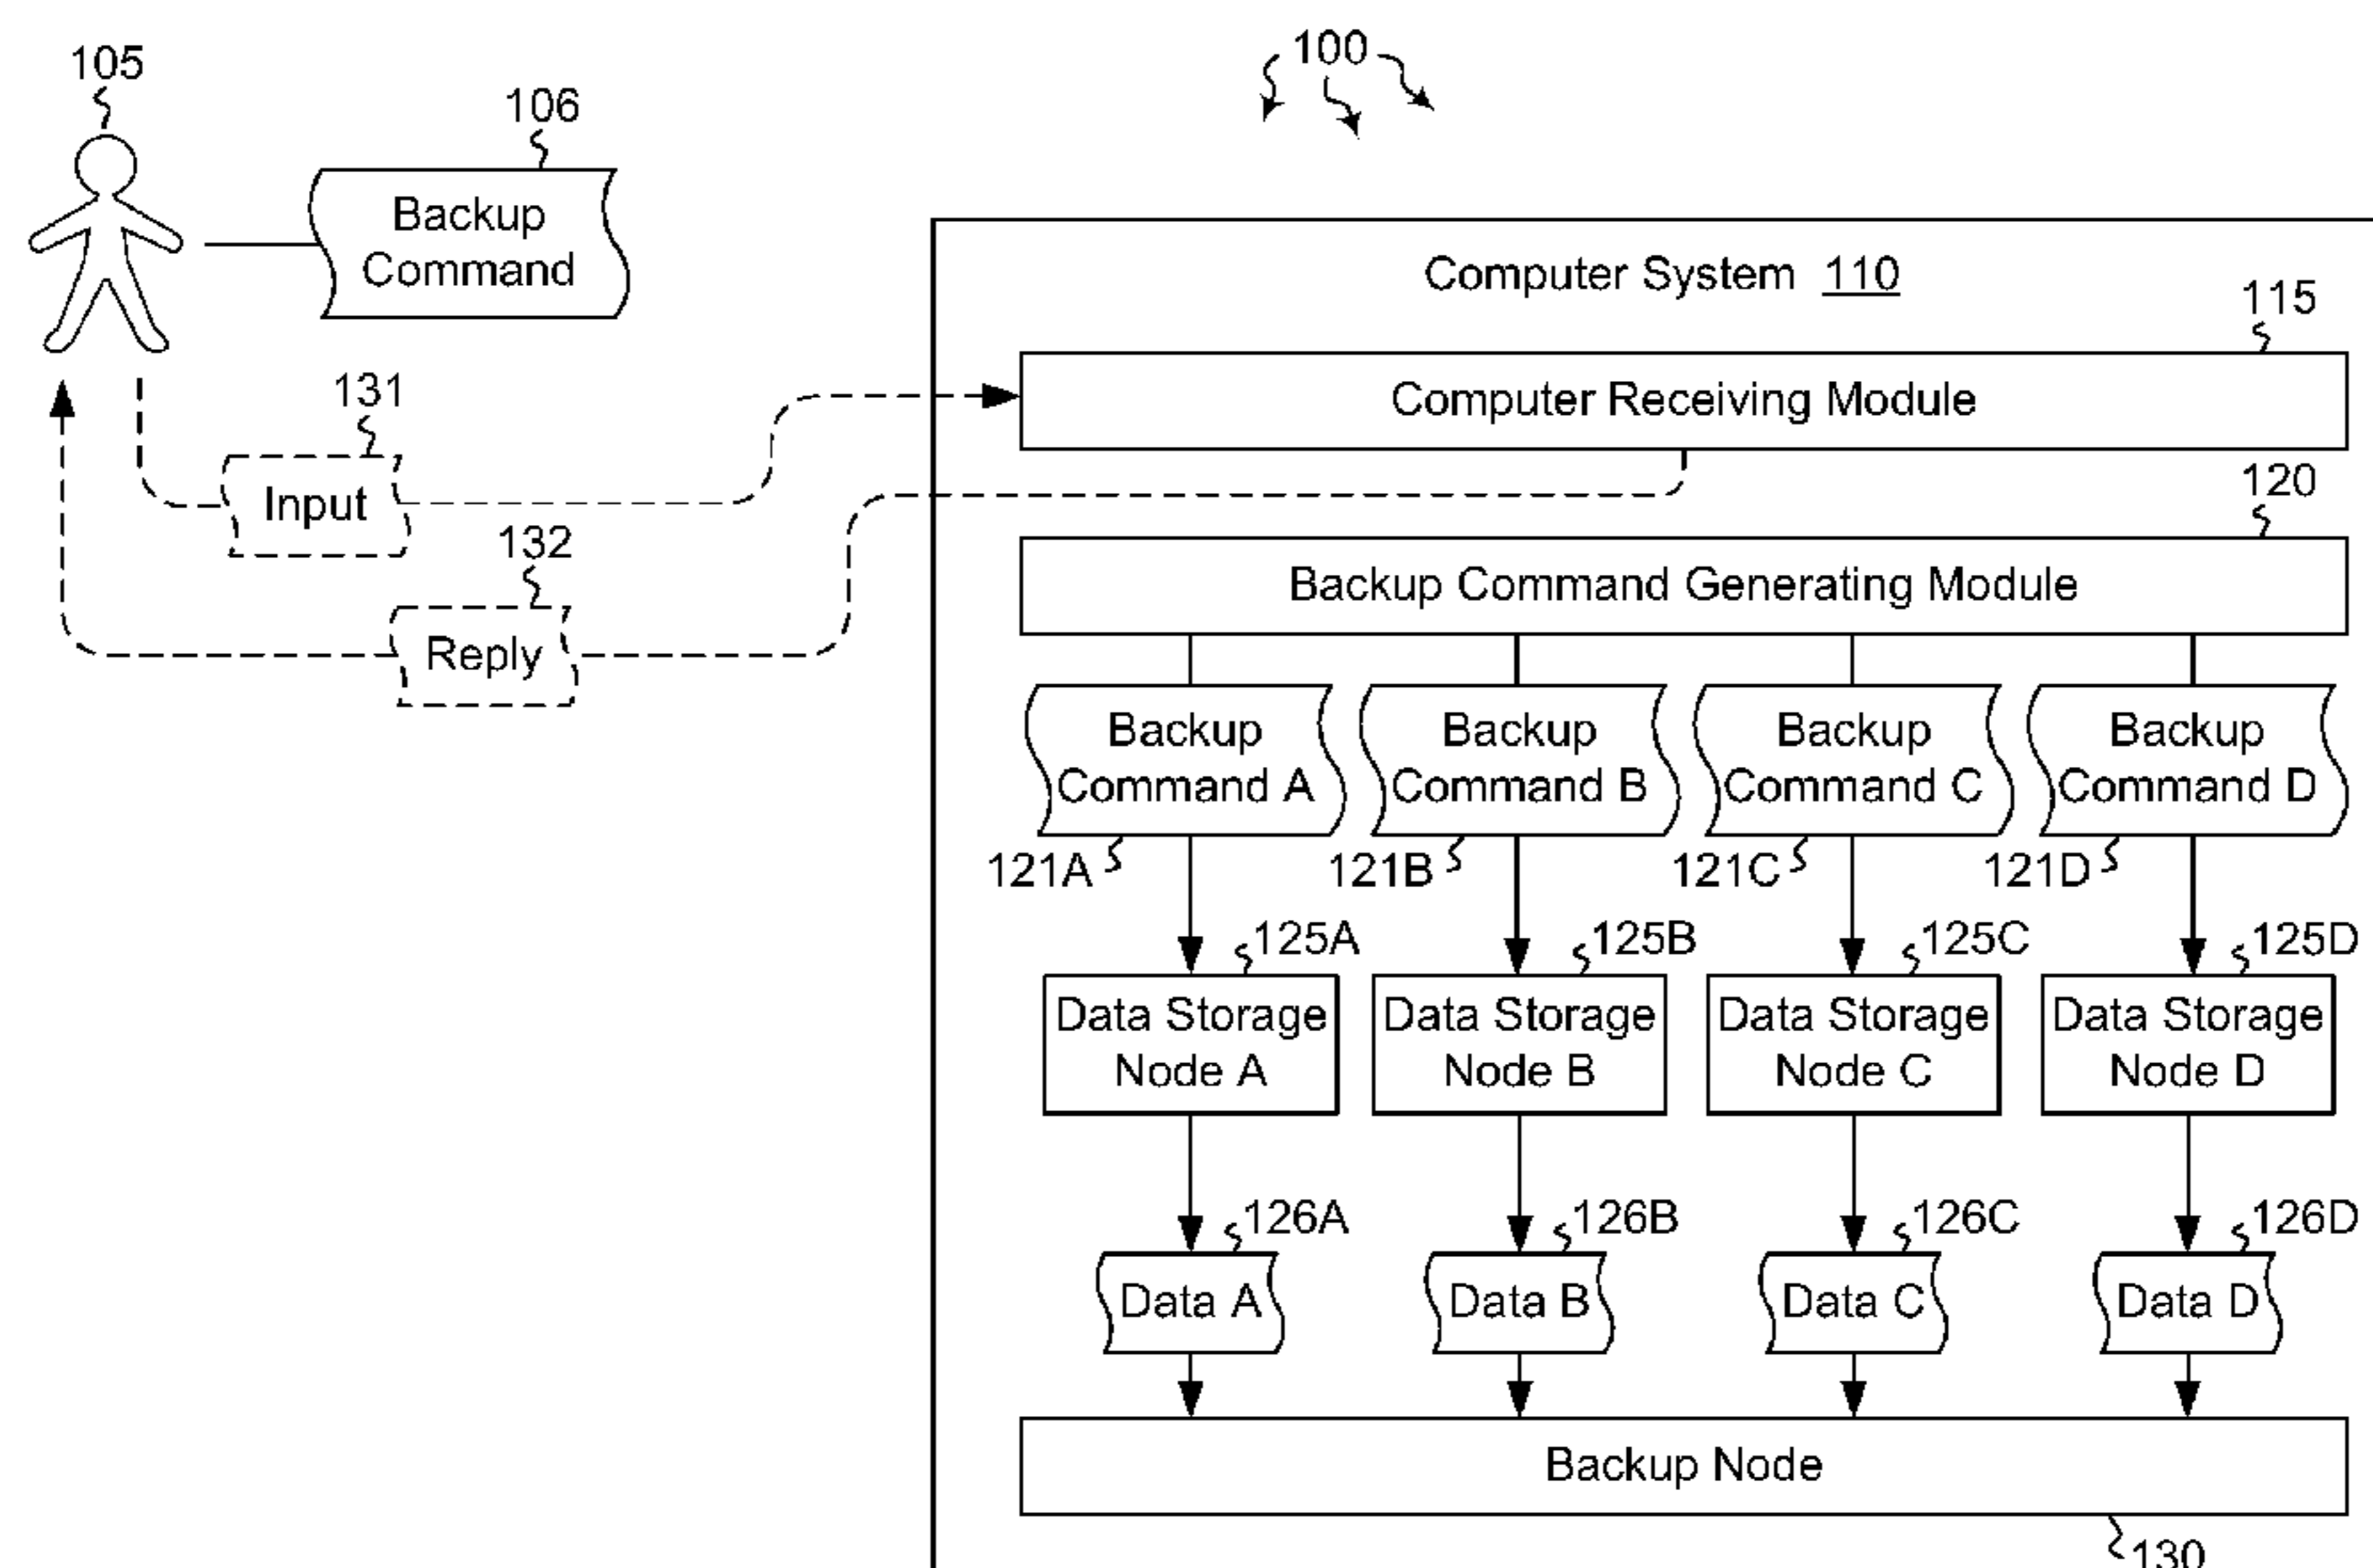 100
105
106
Backup
Command
Computer System 110
115
Computer Receiving Module
131
Input
132
Reply
120
Backup Command Generating Module
Backup
Command A
Backup
Command B
Backup
Command C
Backup
Command D
121A
121B
121C
121D
125A
125B
125C
125D
Data Storage
Node A
Data Storage
Node B
Data Storage
Node C
Data Storage
Node D
126A
126B
126C
126D
Data A
Data B
Data C
Data D
Backup Node
130